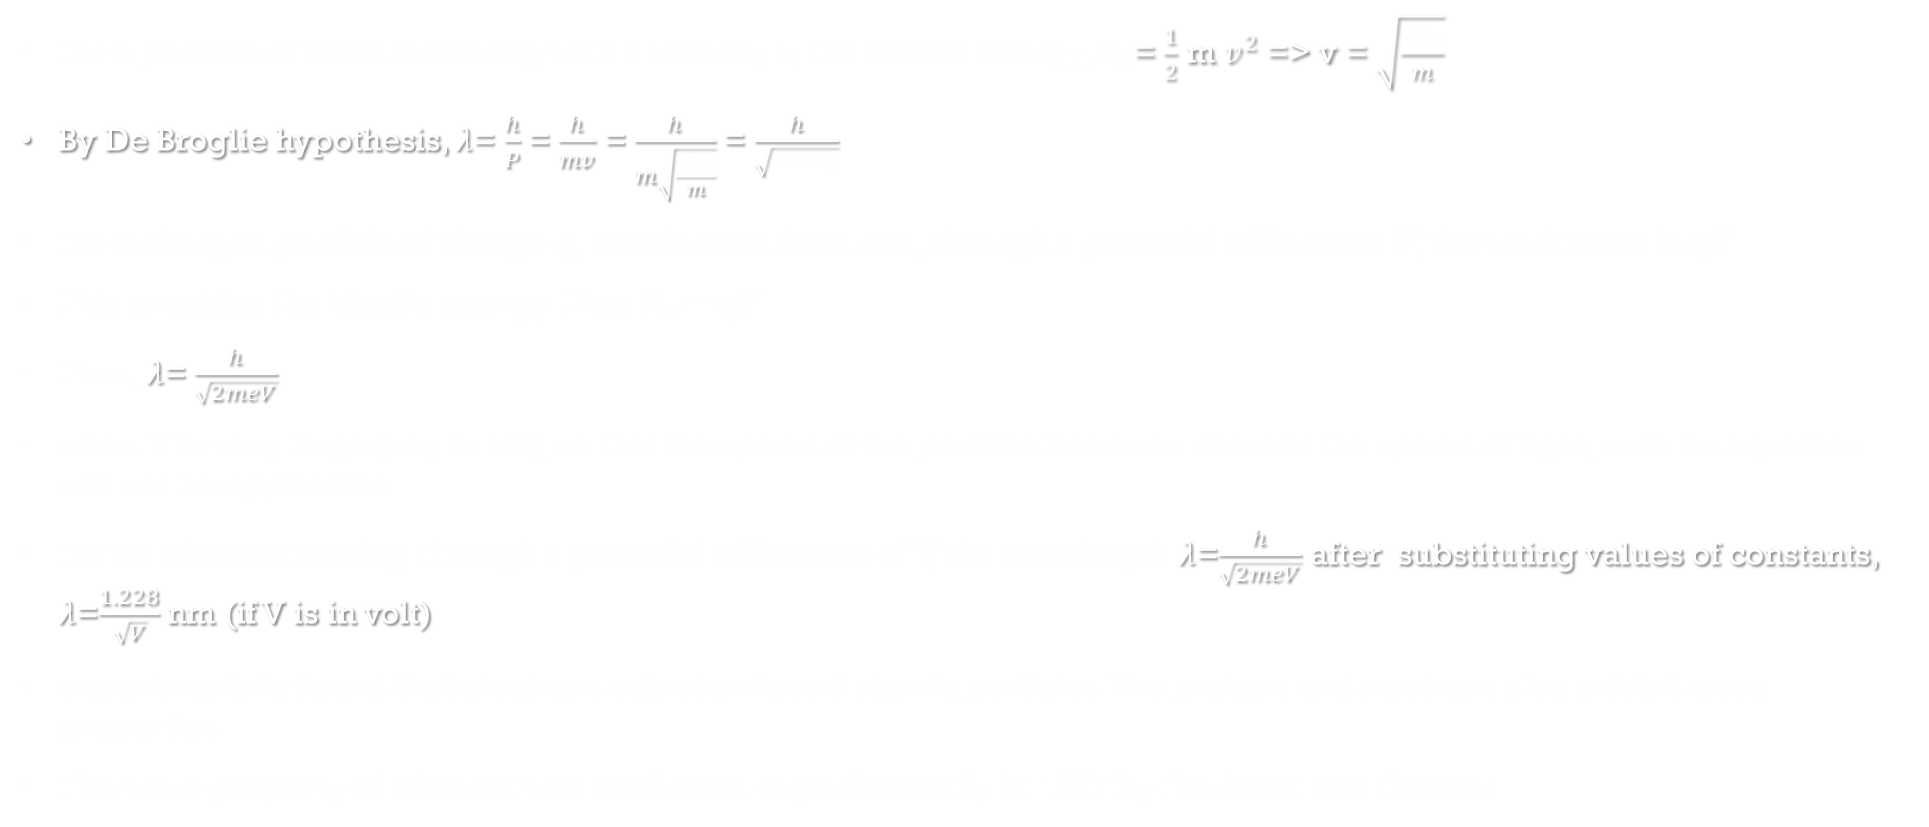 = 1/2 m v² => v = √( /m)
• By De Broglie hypothesis, λ= h/P = h/mv = h/(m√( /m)) = h/√
λ= h/√2meV
λ=h/√2meV after substituting values of constants,
λ=1.228/√V nm (if V is in volt)